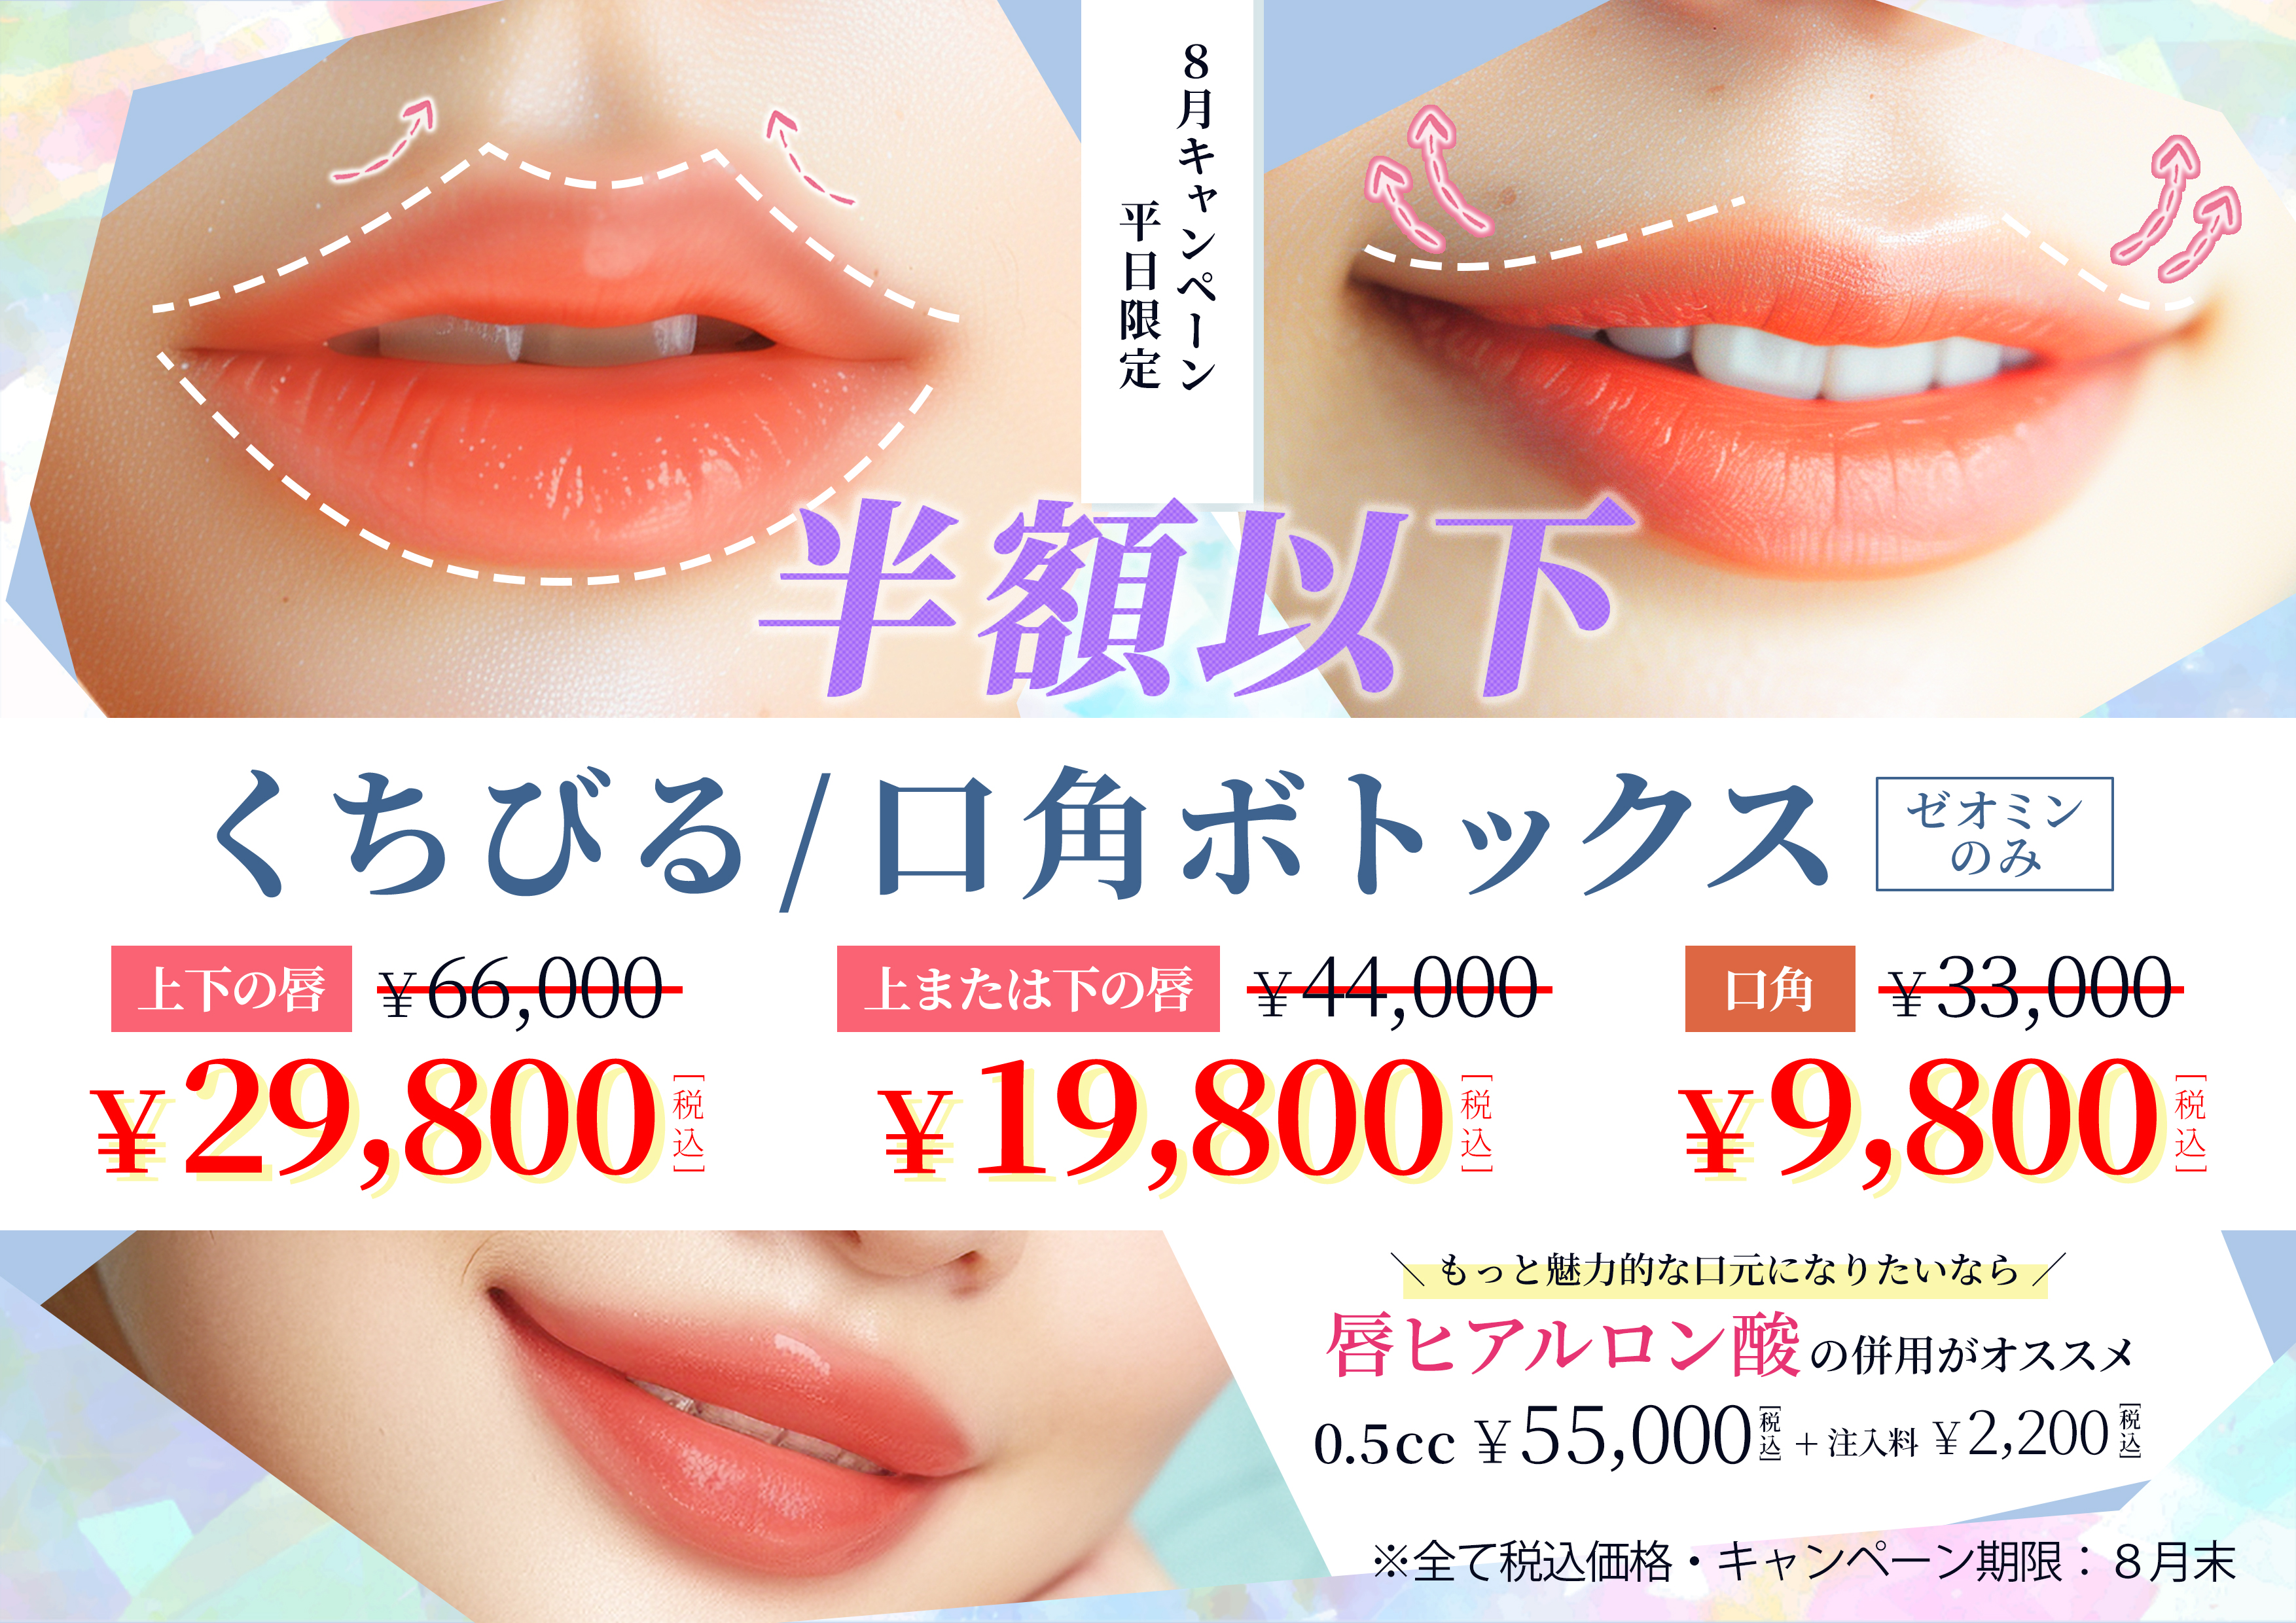 8月キャンペーン
平日限定
半額以下
くちびる/口角ボトックス
ゼオミン
のみ
上下の唇 ¥66,000
¥29,800[税込]
上または下の唇 ¥44,000
¥19,800[税込]
口角 ¥33,000
¥9,800[税込]
＼ もっと魅力的な口元になりたいなら ／
唇ヒアルロン酸の併用がオススメ
0.5cc ¥55,000[税込]＋注入料 ¥2,200[税込]
※全て税込価格・キャンペーン期限：８月末